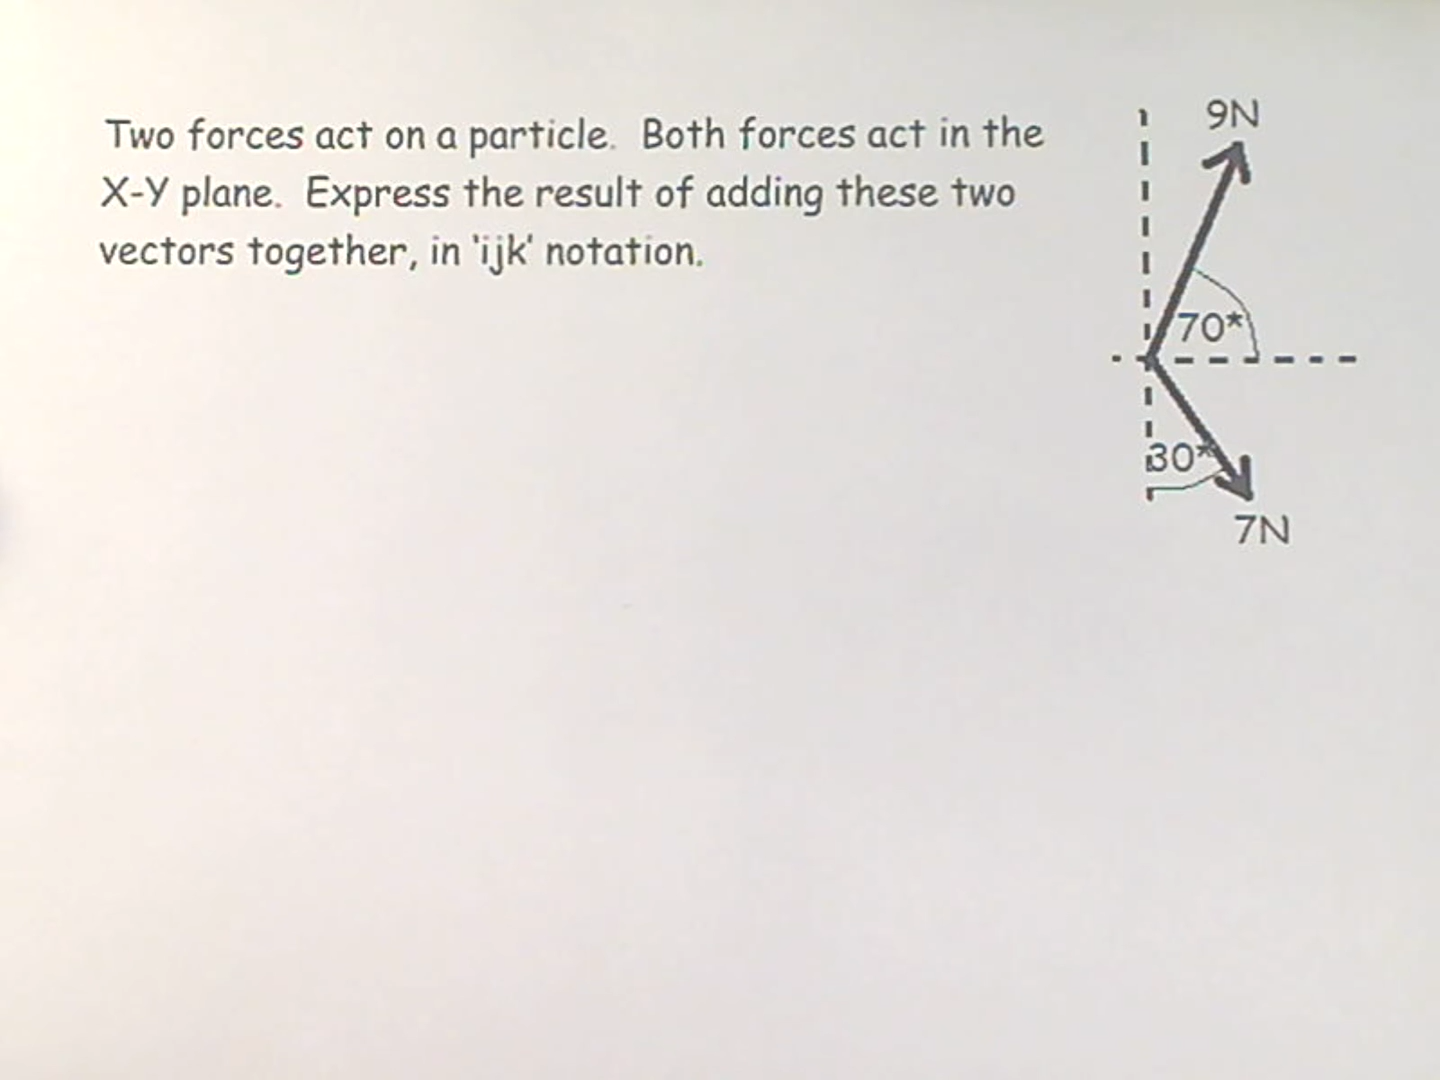 Two forces act on a particle. Both forces act in the
X-Y plane. Express the result of adding these two
vectors together, in 'ijk' notation.
9N
70*
30*
7N